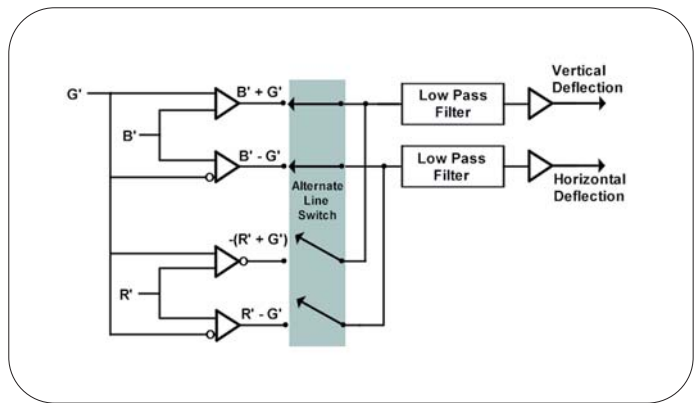 G'
B'
R'
B' + G'
B' - G'
-(R' + G')
R' - G'
Alternate
Line
Switch
Low Pass
Filter
Low Pass
Filter
Vertical
Deflection
Horizontal
Deflection